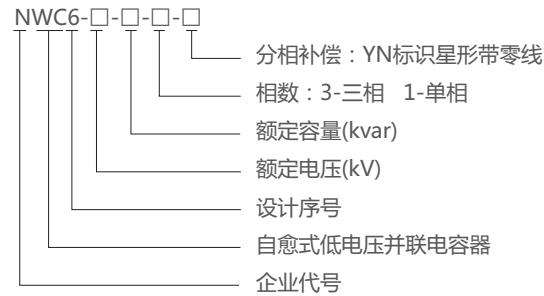 NWC6-□-□-□-□
分相补偿：YN标识星形带零线
相数：3-三相 1-单相
额定容量(kvar)
额定电压(kV)
设计序号
自愈式低电压并联电容器
企业代号